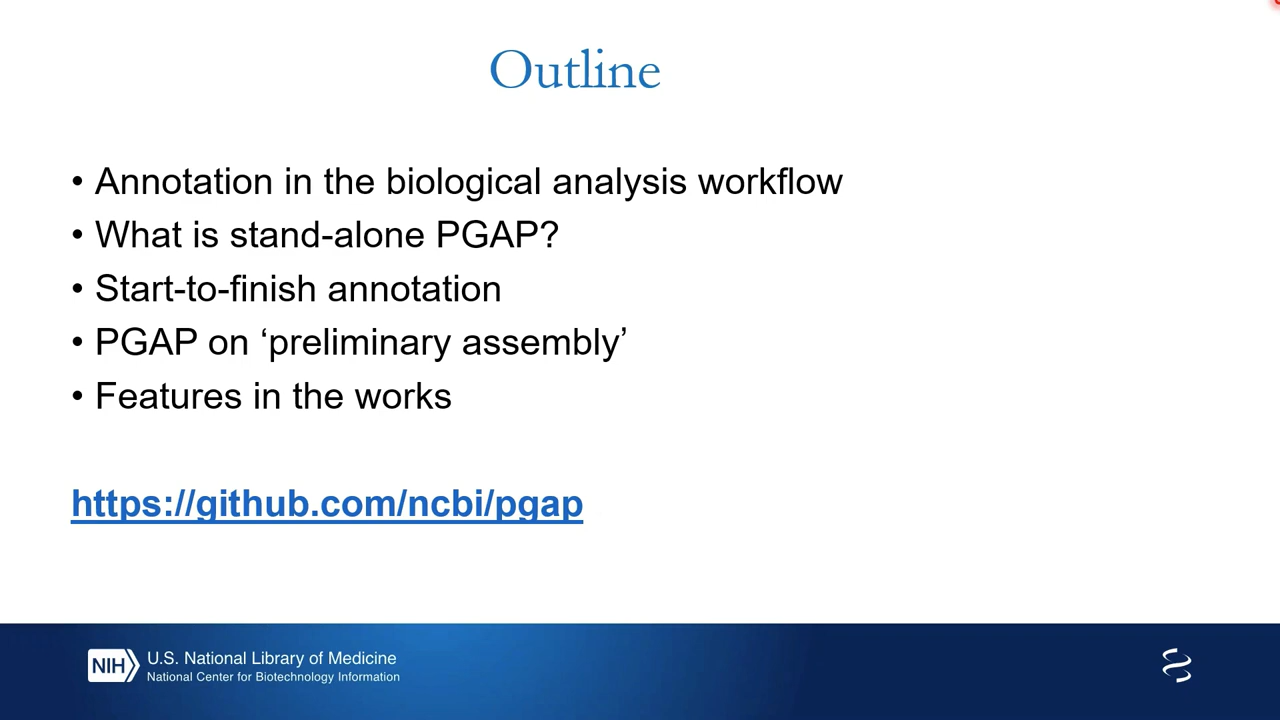 Outline
• Annotation in the biological analysis workflow
• What is stand-alone PGAP?
• Start-to-finish annotation
• PGAP on ‘preliminary assembly’
• Features in the works
https://github.com/ncbi/pgap
NIH
U.S. National Library of Medicine
National Center for Biotechnology Information